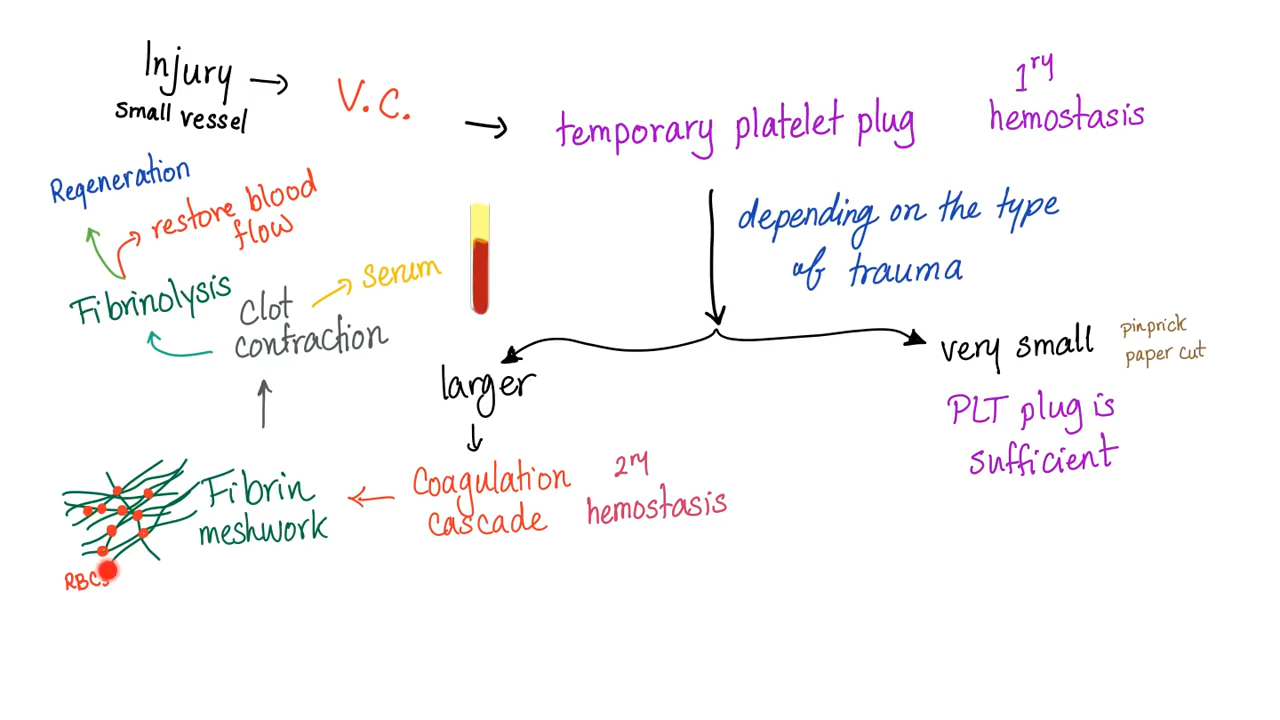 Injury
small vessel
V.C.
temporary platelet plug
1ry
hemostasis
depending on the type
of trauma
very small
pinprick
paper cut
PLT plug is
sufficient
larger
Coagulation
cascade
2ry
hemostasis
Fibrin
meshwork
RBCs
Clot
contraction
serum
Fibrinolysis
restore blood
flow
Regeneration